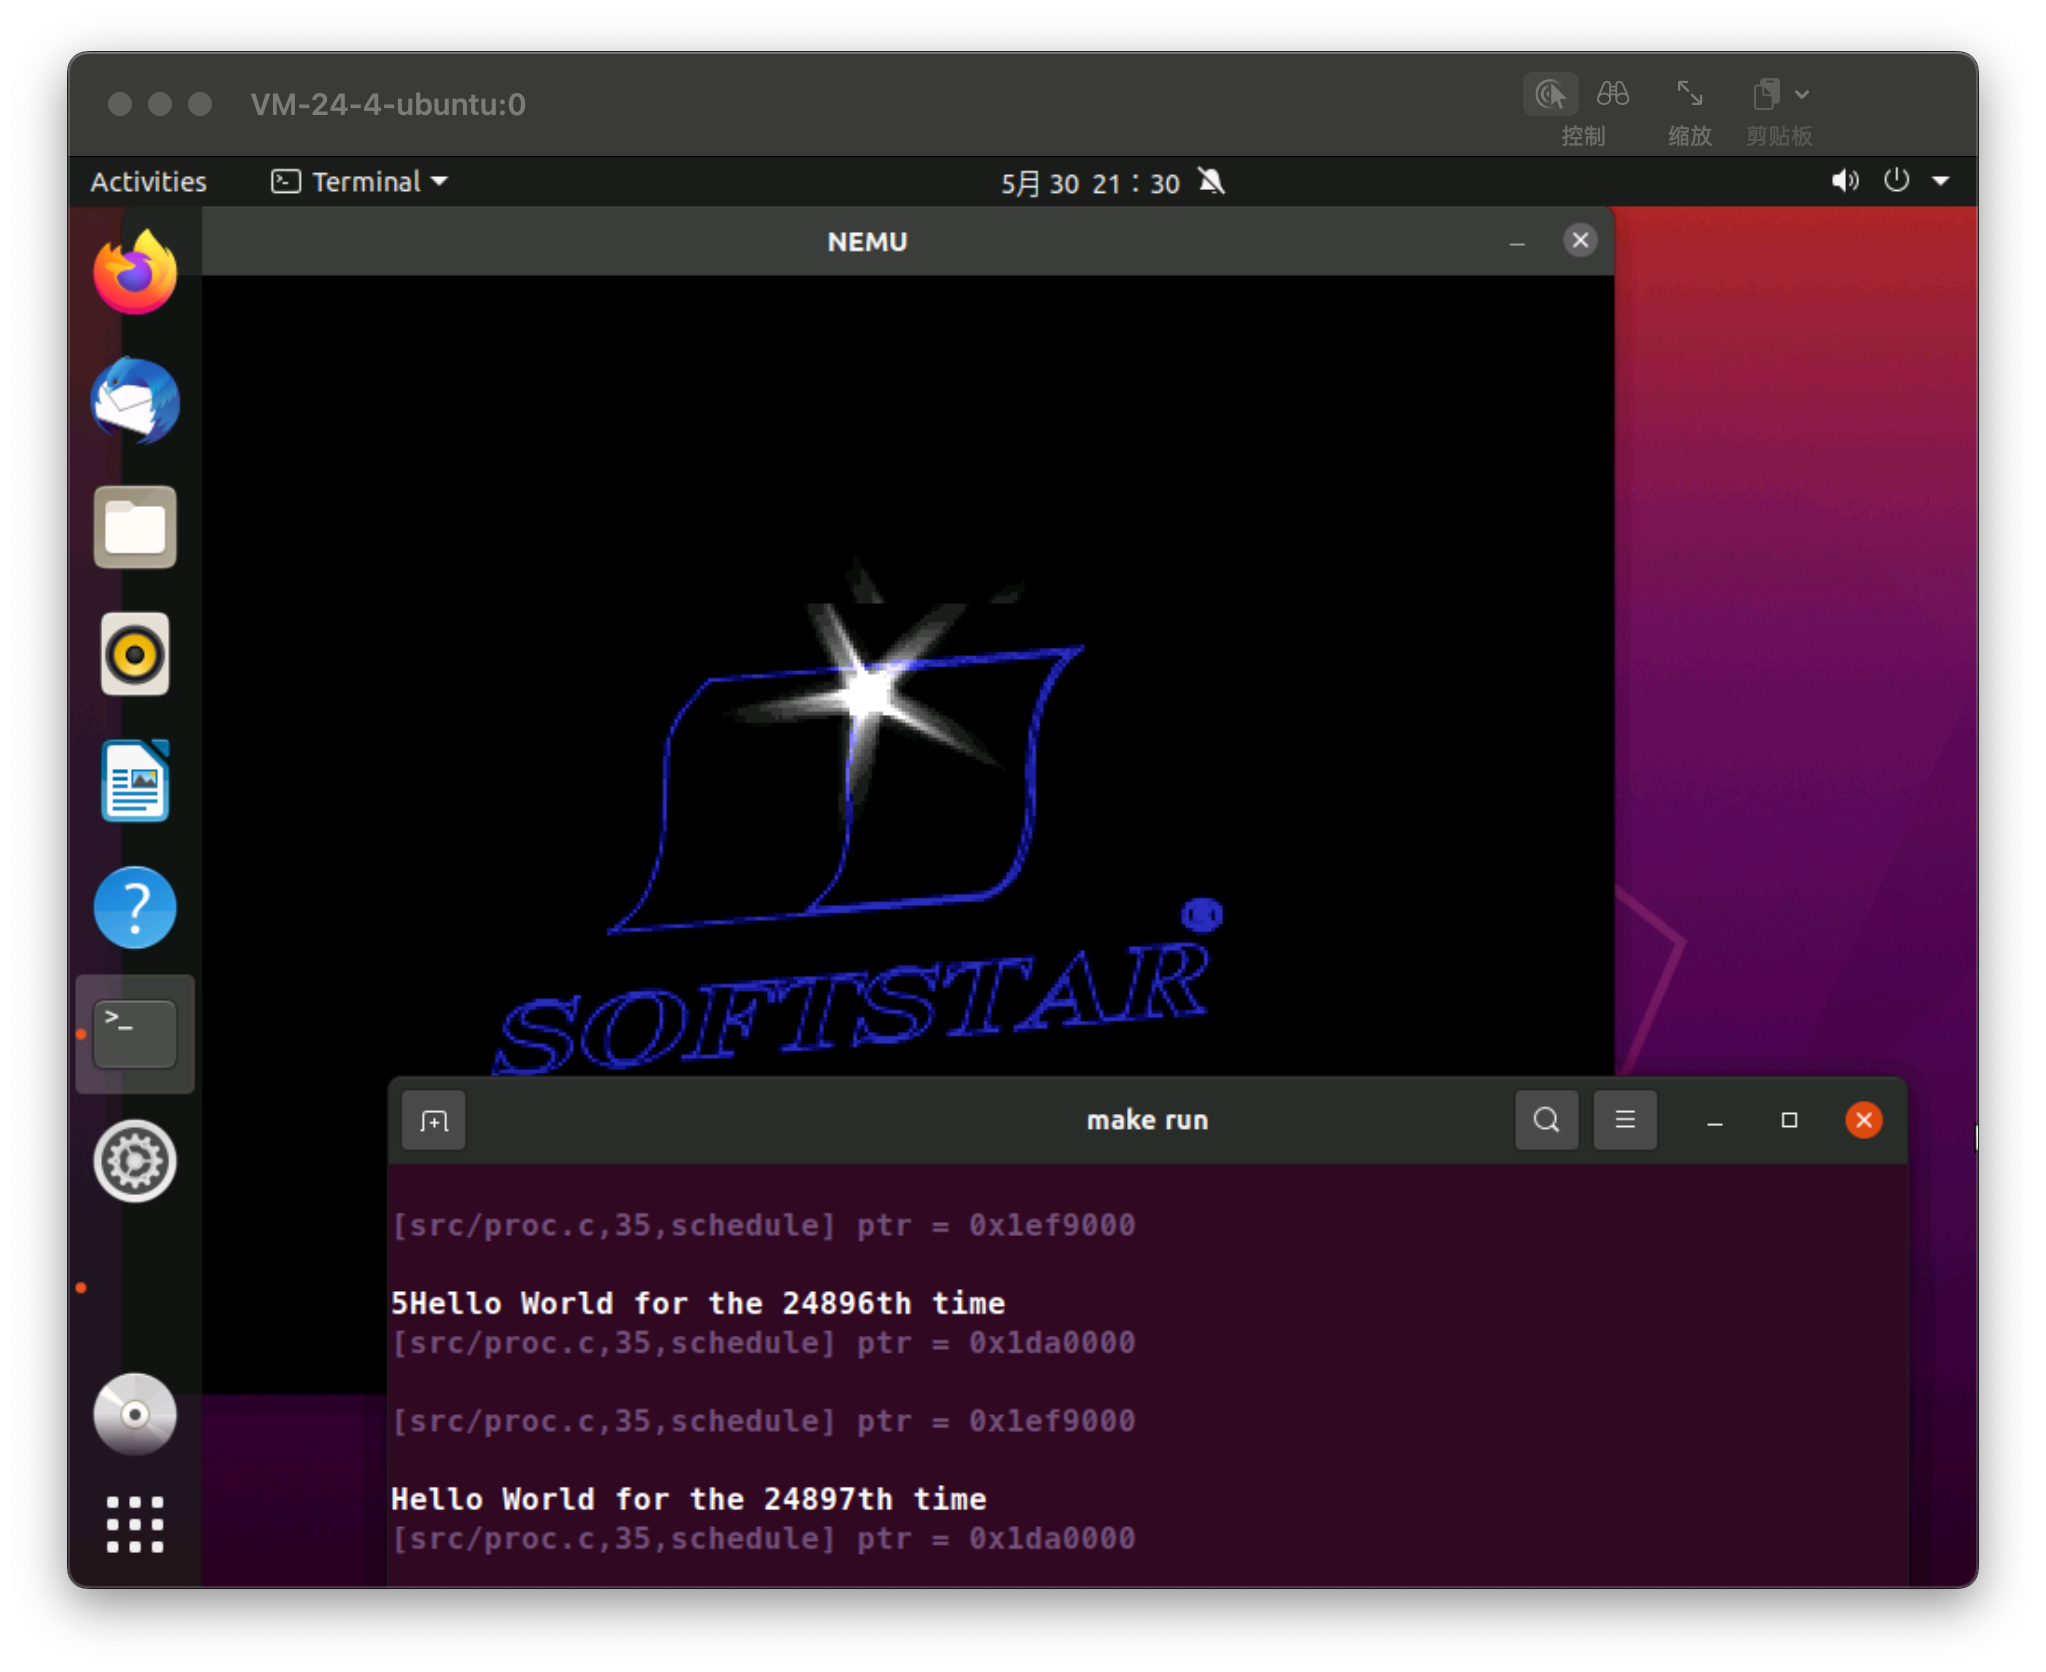 VM-24-4-ubuntu:0
控制
缩放
剪贴板
Activities
Terminal
5月 30 21：30
NEMU
SOFTSTAR
make run
[src/proc.c,35,schedule] ptr = 0x1ef9000
5Hello World for the 24896th time
[src/proc.c,35,schedule] ptr = 0x1da0000
[src/proc.c,35,schedule] ptr = 0x1ef9000
Hello World for the 24897th time
[src/proc.c,35,schedule] ptr = 0x1da0000